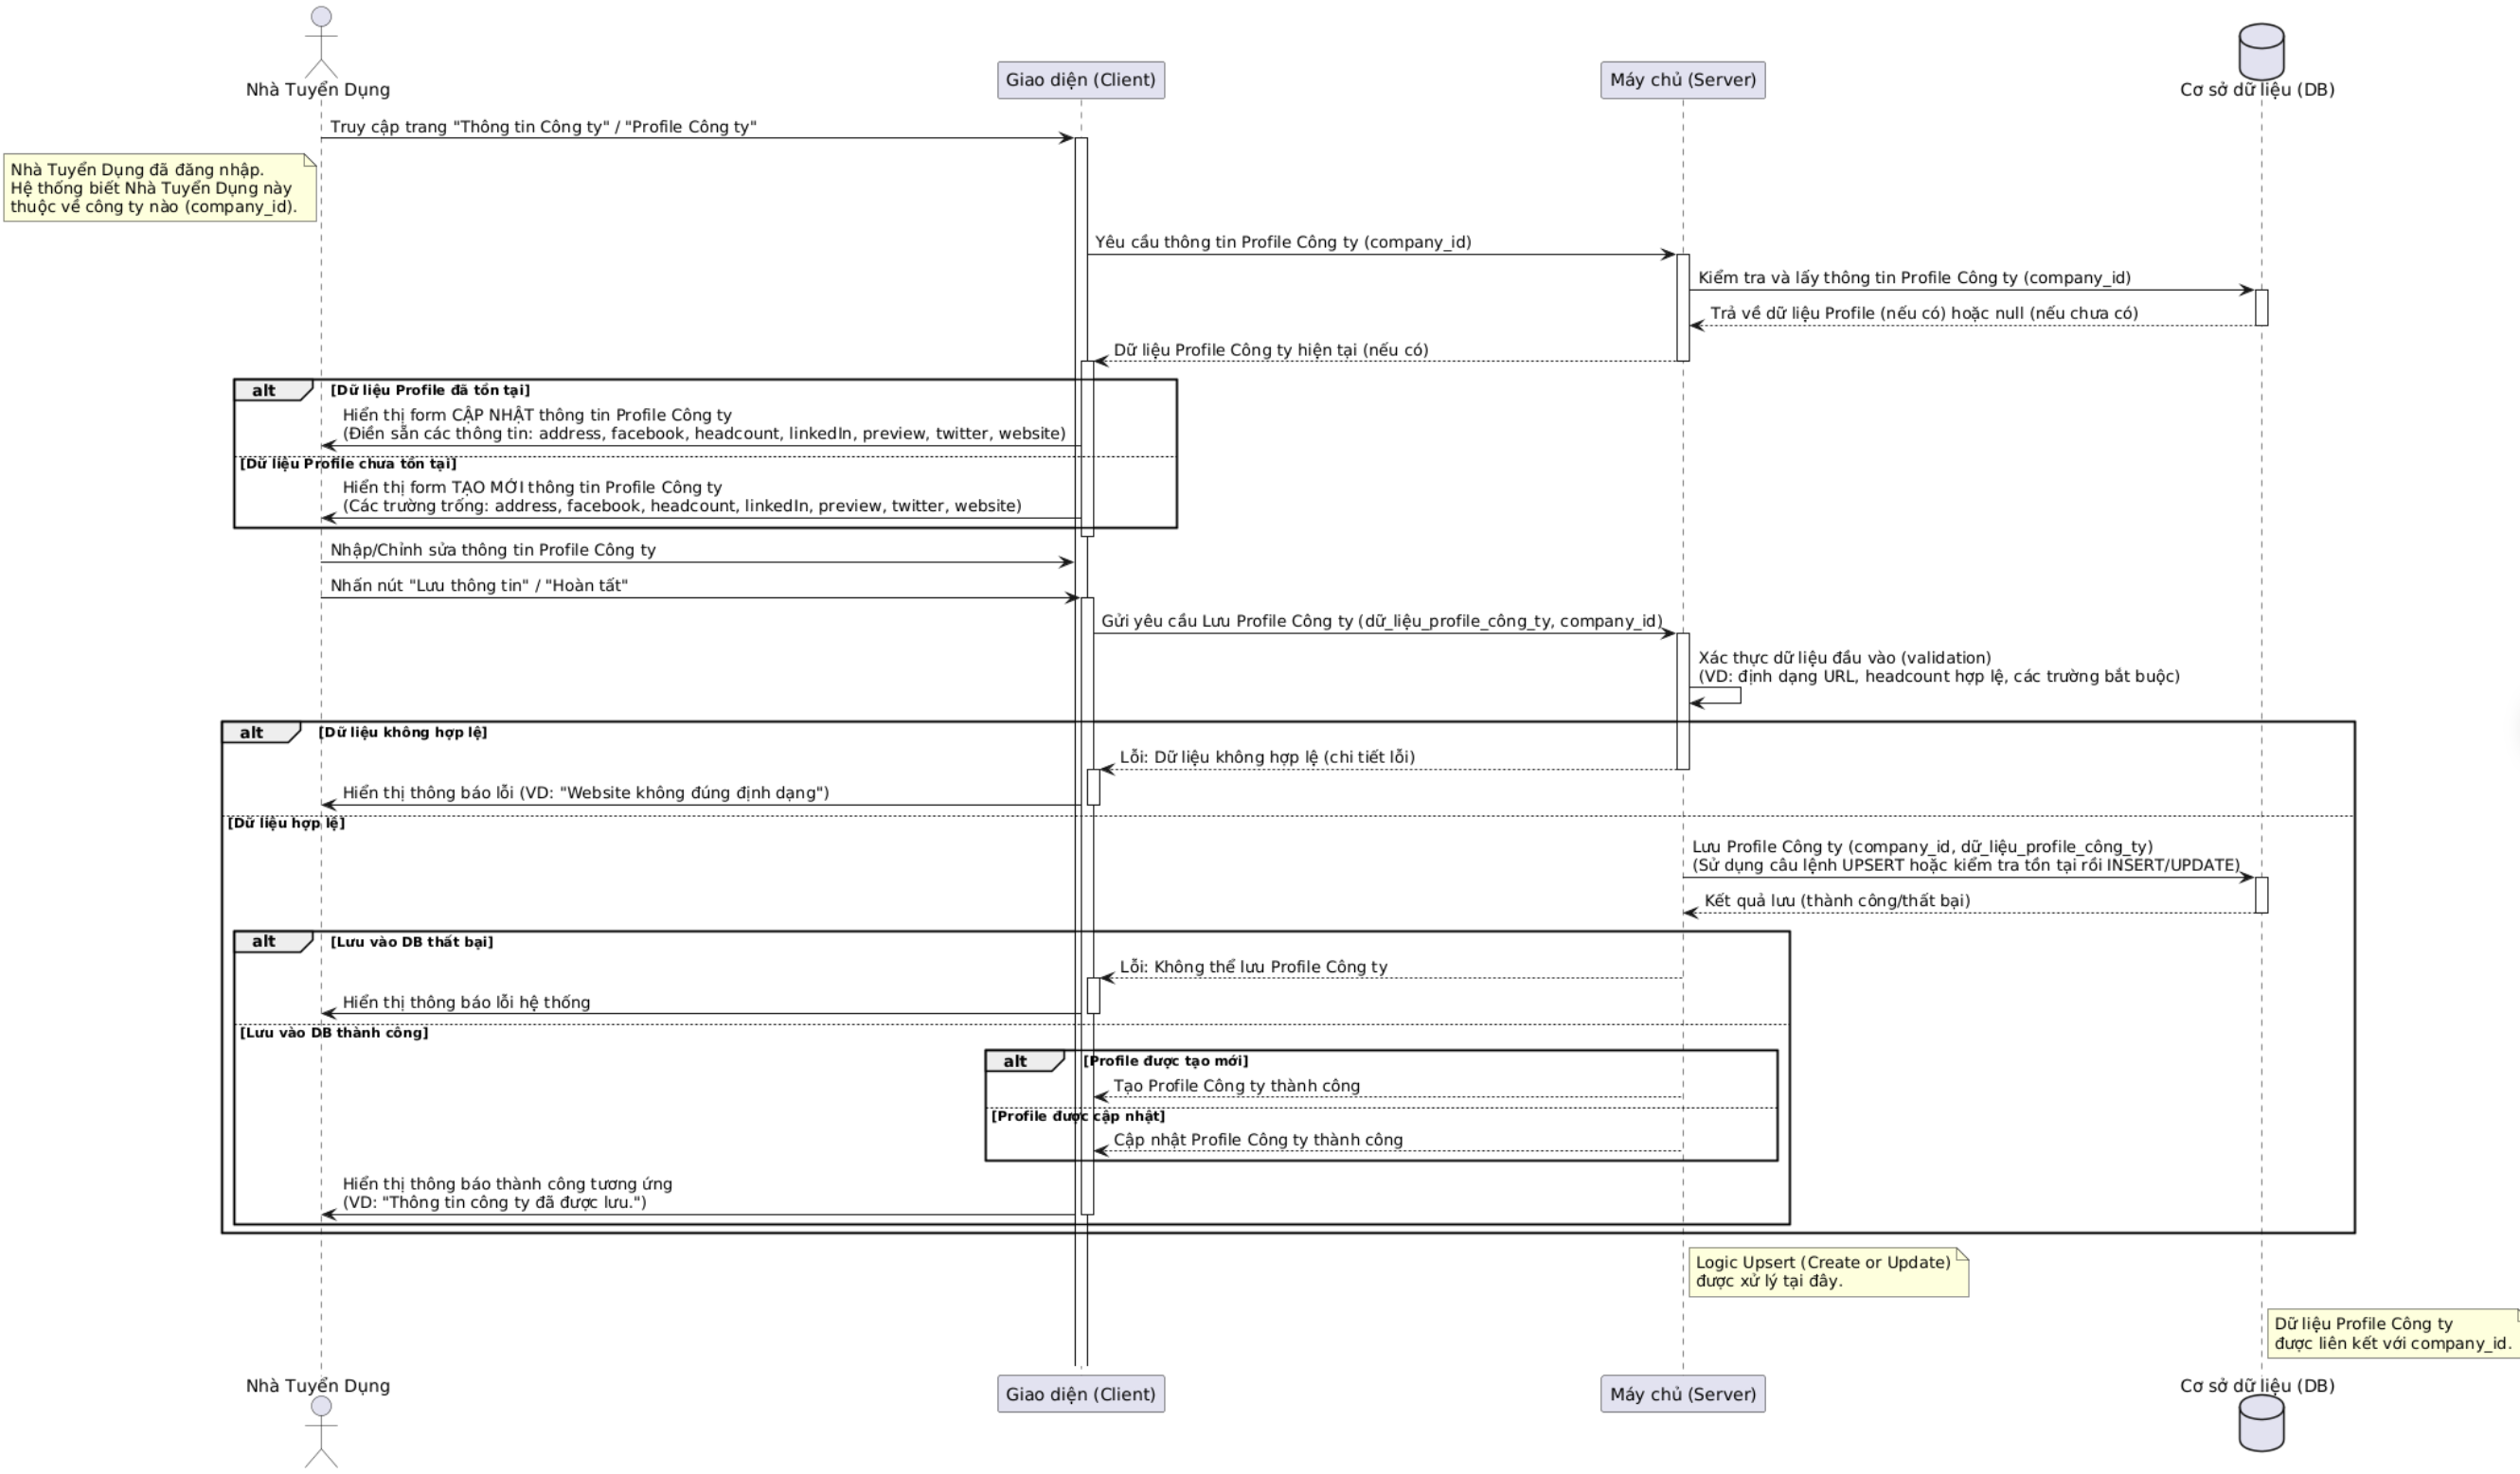 Nhà Tuyển Dụng
Giao diện (Client)
Máy chủ (Server)
Cơ sở dữ liệu (DB)
Truy cập trang "Thông tin Công ty" / "Profile Công ty"
Nhà Tuyển Dụng đã đăng nhập.
Hệ thống biết Nhà Tuyển Dụng này
thuộc về công ty nào (company_id).
Yêu cầu thông tin Profile Công ty (company_id)
Kiểm tra và lấy thông tin Profile Công ty (company_id)
Trả về dữ liệu Profile (nếu có) hoặc null (nếu chưa có)
Dữ liệu Profile Công ty hiện tại (nếu có)
alt [Dữ liệu Profile đã tồn tại]
Hiển thị form CẬP NHẬT thông tin Profile Công ty
(Điền sẵn các thông tin: address, facebook, headcount, linkedIn, preview, twitter, website)
[Dữ liệu Profile chưa tồn tại]
Hiển thị form TẠO MỚI thông tin Profile Công ty
(Các trường trống: address, facebook, headcount, linkedIn, preview, twitter, website)
Nhập/Chỉnh sửa thông tin Profile Công ty
Nhấn nút "Lưu thông tin" / "Hoàn tất"
Gửi yêu cầu Lưu Profile Công ty (dữ_liệu_profile_công_ty, company_id)
Xác thực dữ liệu đầu vào (validation)
(VD: định dạng URL, headcount hợp lệ, các trường bắt buộc)
alt [Dữ liệu không hợp lệ]
Lỗi: Dữ liệu không hợp lệ (chi tiết lỗi)
Hiển thị thông báo lỗi (VD: "Website không đúng định dạng")
[Dữ liệu hợp lệ]
Lưu Profile Công ty (company_id, dữ_liệu_profile_công_ty)
(Sử dụng câu lệnh UPSERT hoặc kiểm tra tồn tại rồi INSERT/UPDATE)
Kết quả lưu (thành công/thất bại)
alt [Lưu vào DB thất bại]
Lỗi: Không thể lưu Profile Công ty
Hiển thị thông báo lỗi hệ thống
[Lưu vào DB thành công]
alt [Profile được tạo mới]
Tạo Profile Công ty thành công
[Profile được cập nhật]
Cập nhật Profile Công ty thành công
Hiển thị thông báo thành công tương ứng
(VD: "Thông tin công ty đã được lưu.")
Logic Upsert (Create or Update)
được xử lý tại đây.
Dữ liệu Profile Công ty
được liên kết với company_id.
Nhà Tuyển Dụng
Giao diện (Client)
Máy chủ (Server)
Cơ sở dữ liệu (DB)